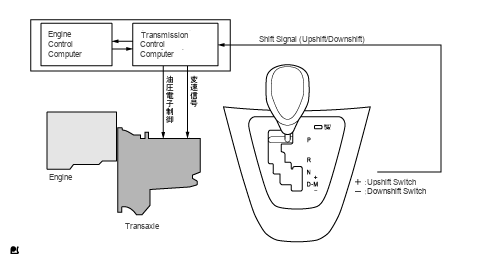 Engine
Control
Computer
Transmission
Control
Computer
Shift Signal (Upshift/Downshift)
油圧電子制御
変速信号
P
R
N
+
D-M
−
Engine
Transaxle
+ : Upshift Switch
− : Downshift Switch